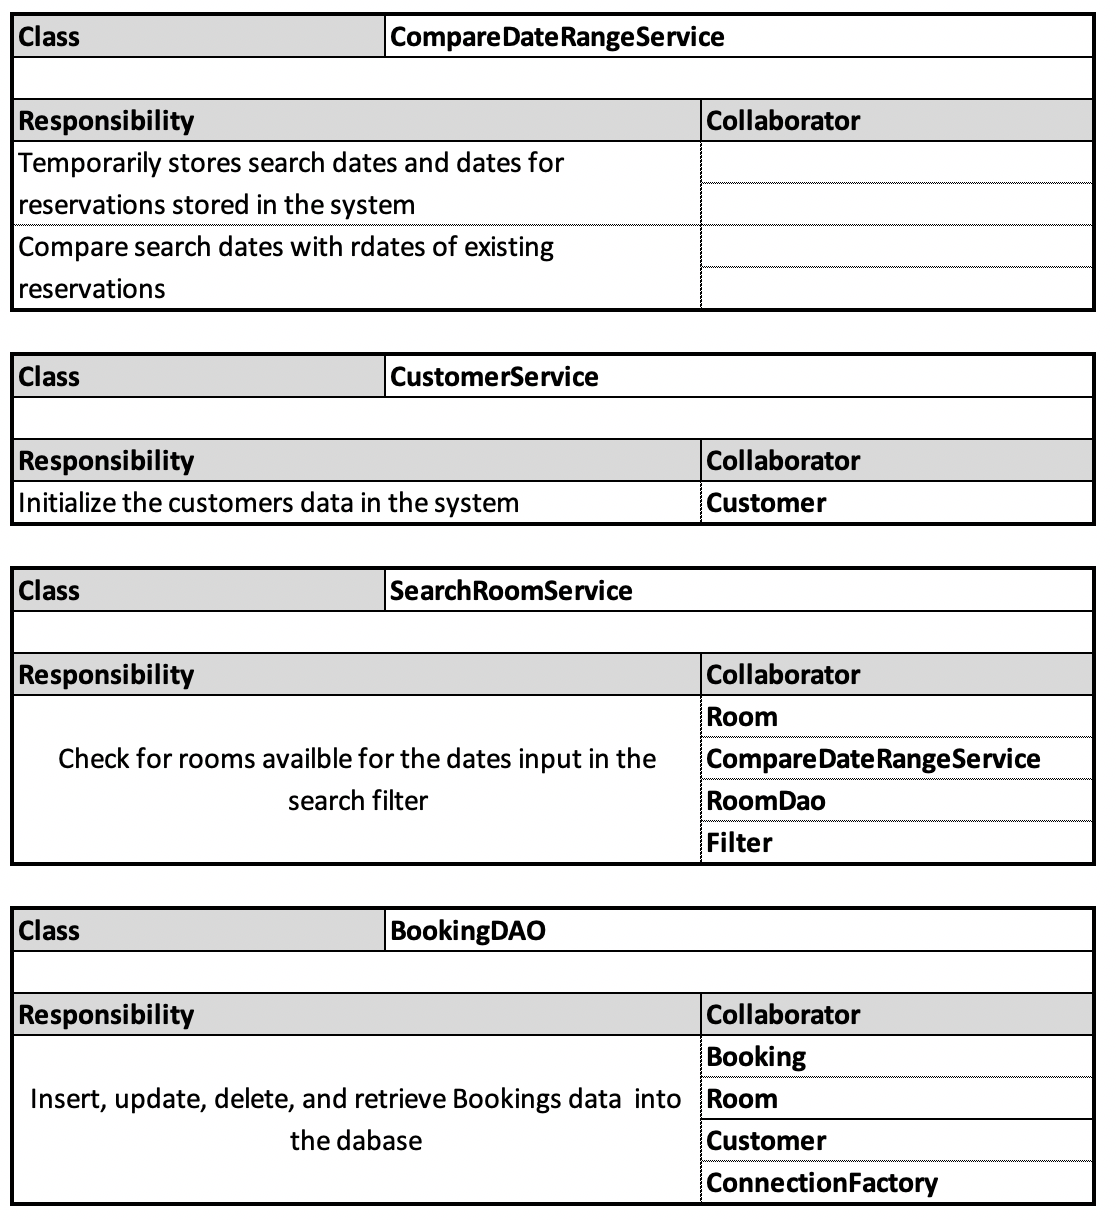 Class CompareDateRangeService
Responsibility Collaborator
Temporarily stores search dates and dates for
reservations stored in the system
Compare search dates with rdates of existing
reservations
Class CustomerService
Responsibility Collaborator
Initialize the customers data in the system Customer
Class SearchRoomService
Responsibility Collaborator
Room
Check for rooms availble for the dates input in the CompareDateRangeService
search filter RoomDao
Filter
Class BookingDAO
Responsibility Collaborator
Booking
Insert, update, delete, and retrieve Bookings data  into Room
the dabase Customer
ConnectionFactory